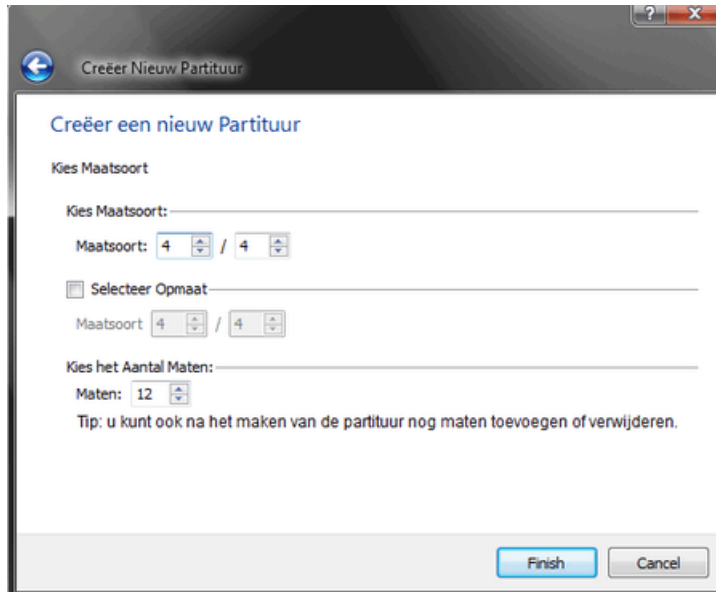 ?
Creëer Nieuw Partituur
Creëer een nieuw Partituur
Kies Maatsoort
Kies Maatsoort:
Maatsoort: 4 / 4
Selecteer Opmaat
Maatsoort 4 / 4
Kies het Aantal Maten:
Maten: 12
Tip: u kunt ook na het maken van de partituur nog maten toevoegen of verwijderen.
Finish Cancel